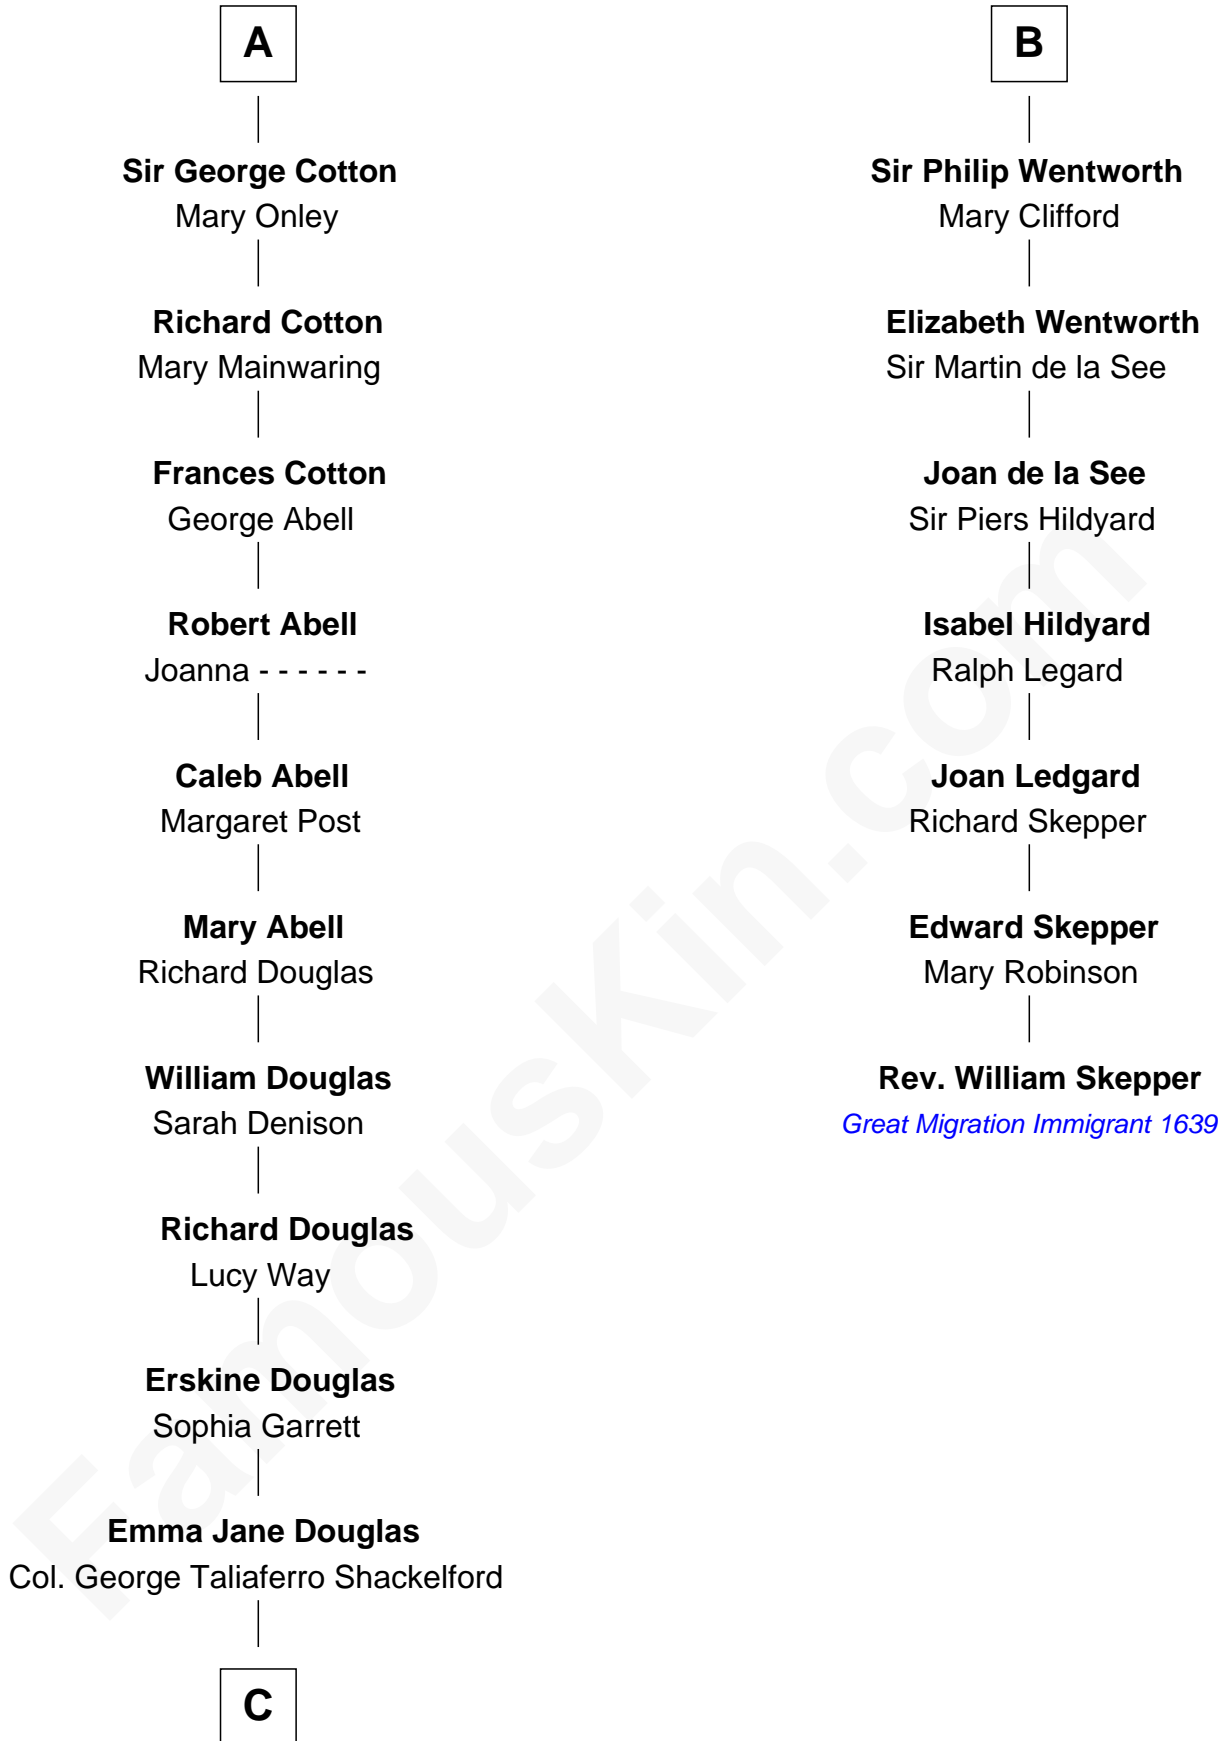 A
Sir George Cotton
Mary Onley
Richard Cotton
Mary Mainwaring
Frances Cotton
George Abell
Robert Abell
Joanna - - - - - -
Caleb Abell
Margaret Post
Mary Abell
Richard Douglas
William Douglas
Sarah Denison
Richard Douglas
Lucy Way
Erskine Douglas
Sophia Garrett
Emma Jane Douglas
Col. George Taliaferro Shackelford
C
B
Sir Philip Wentworth
Mary Clifford
Elizabeth Wentworth
Sir Martin de la See
Joan de la See
Sir Piers Hildyard
Isabel Hildyard
Ralph Legard
Joan Ledgard
Richard Skepper
Edward Skepper
Mary Robinson
Rev. William Skepper
Great Migration Immigrant 1639
FamousKin.com